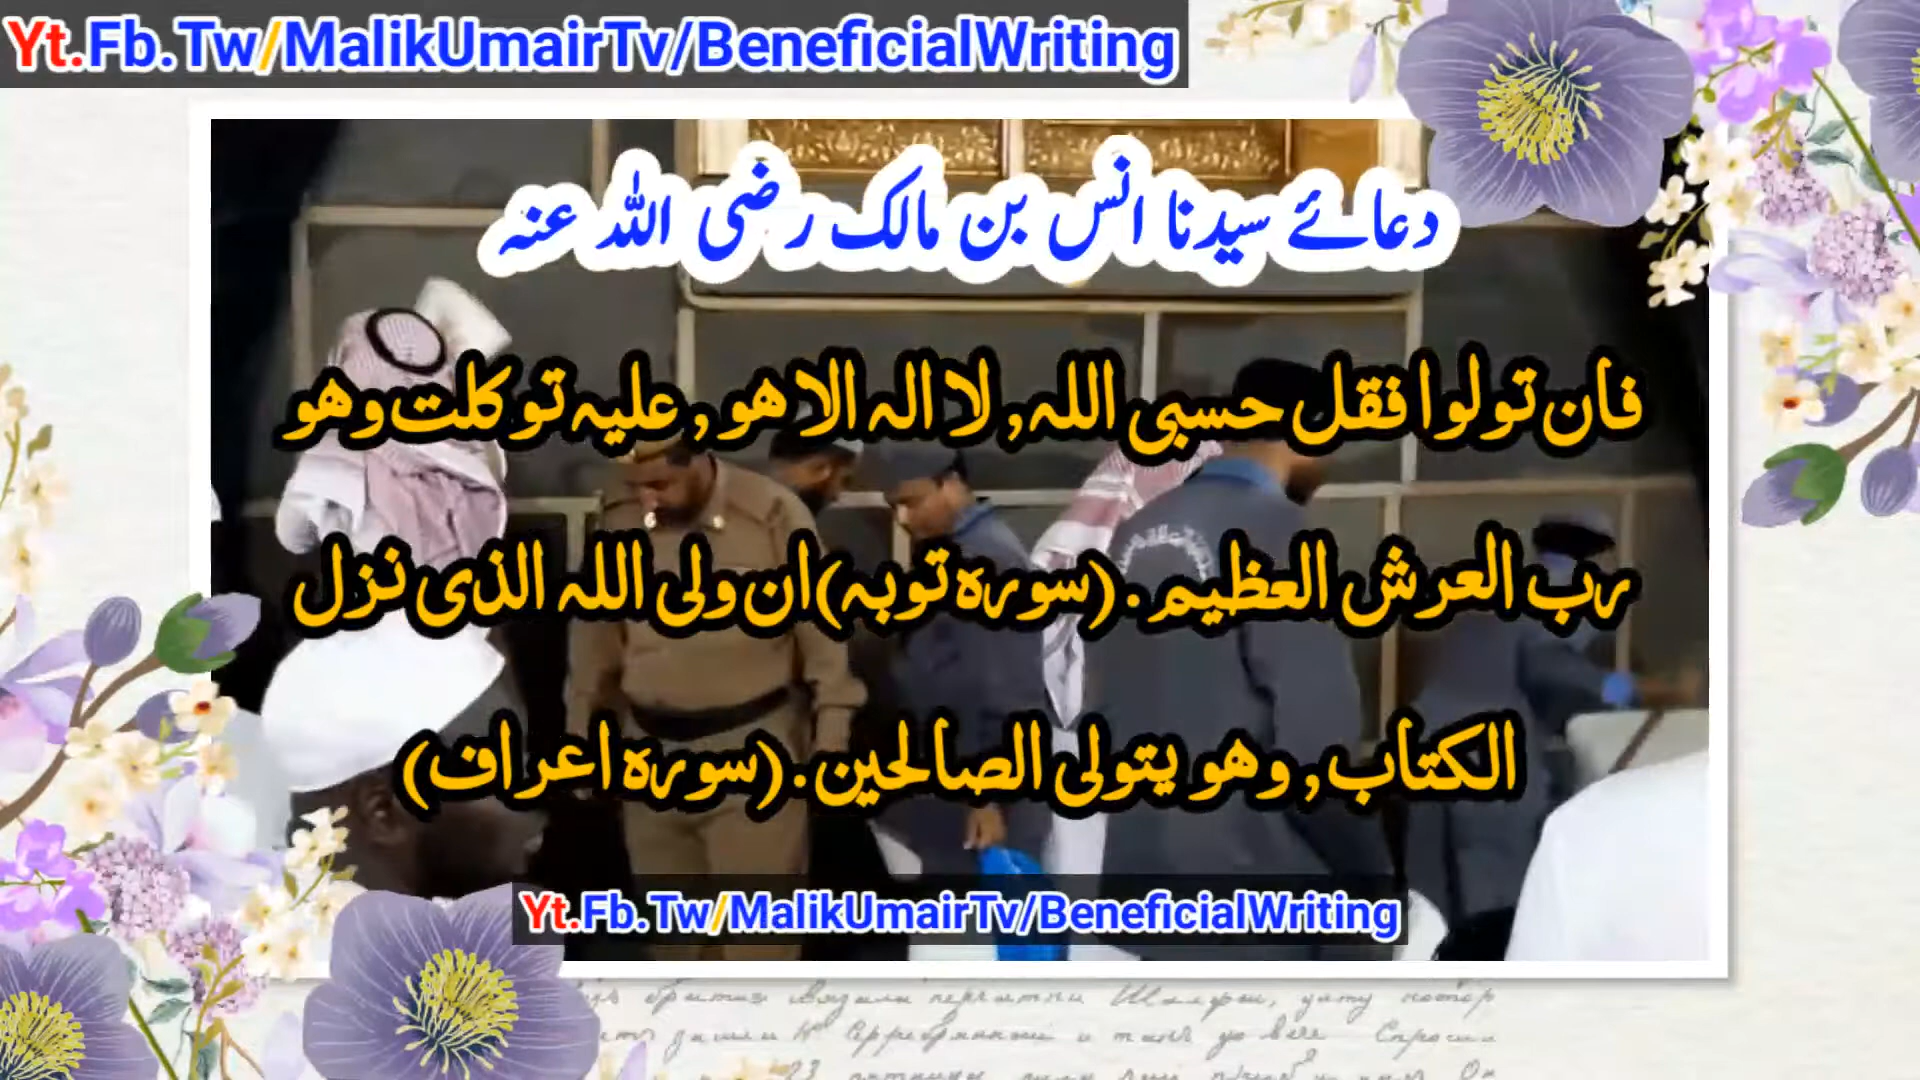 Yt.Fb.Tw/MalikUmairTv/BeneficialWriting
دعائے سیدنا انس بن مالک رضی اللہ عنہ
فان تولوا فقل حسبی اللہ, لا الہ الا ھو, علیہ توکلت وھو
رب العرش العظیم. (سورہ توبہ) ان ولی اللہ الذی نزل
الکتاب, وھو یتولی الصالحین. (سورہ اعراف)
Yt.Fb.Tw/MalikUmairTv/BeneficialWriting